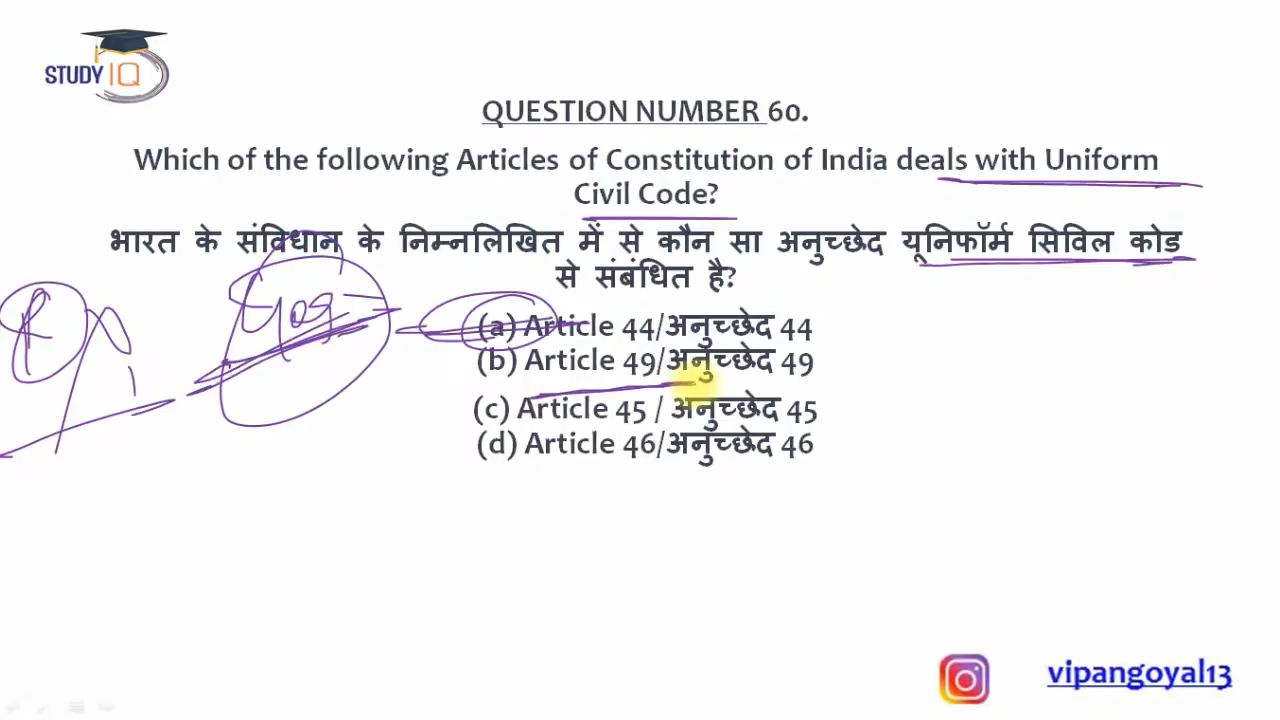 STUDY IQ
QUESTION NUMBER 60.
Which of the following Articles of Constitution of India deals with Uniform
Civil Code?
भारत के संविधान के निम्नलिखित में से कौन सा अनुच्छेद यूनिफॉर्म सिविल कोड
से संबंधित है?
(a) Article 44/अनुच्छेद 44
(b) Article 49/अनुच्छेद 49
(c) Article 45 / अनुच्छेद 45
(d) Article 46/अनुच्छेद 46
vipangoyal13